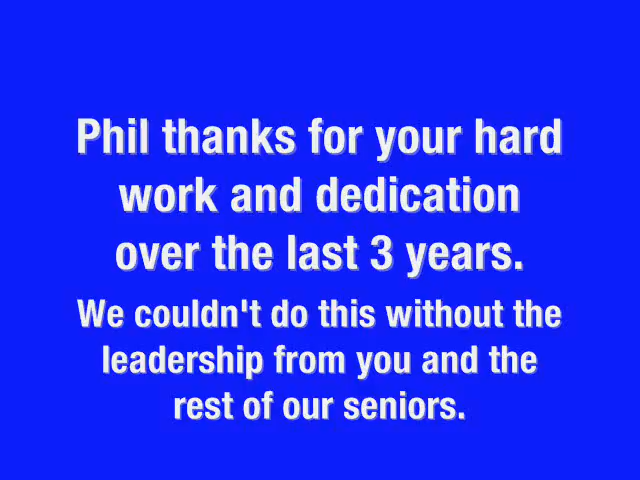 Phil thanks for your hard
work and dedication
over the last 3 years.
We couldn't do this without the
leadership from you and the
rest of our seniors.